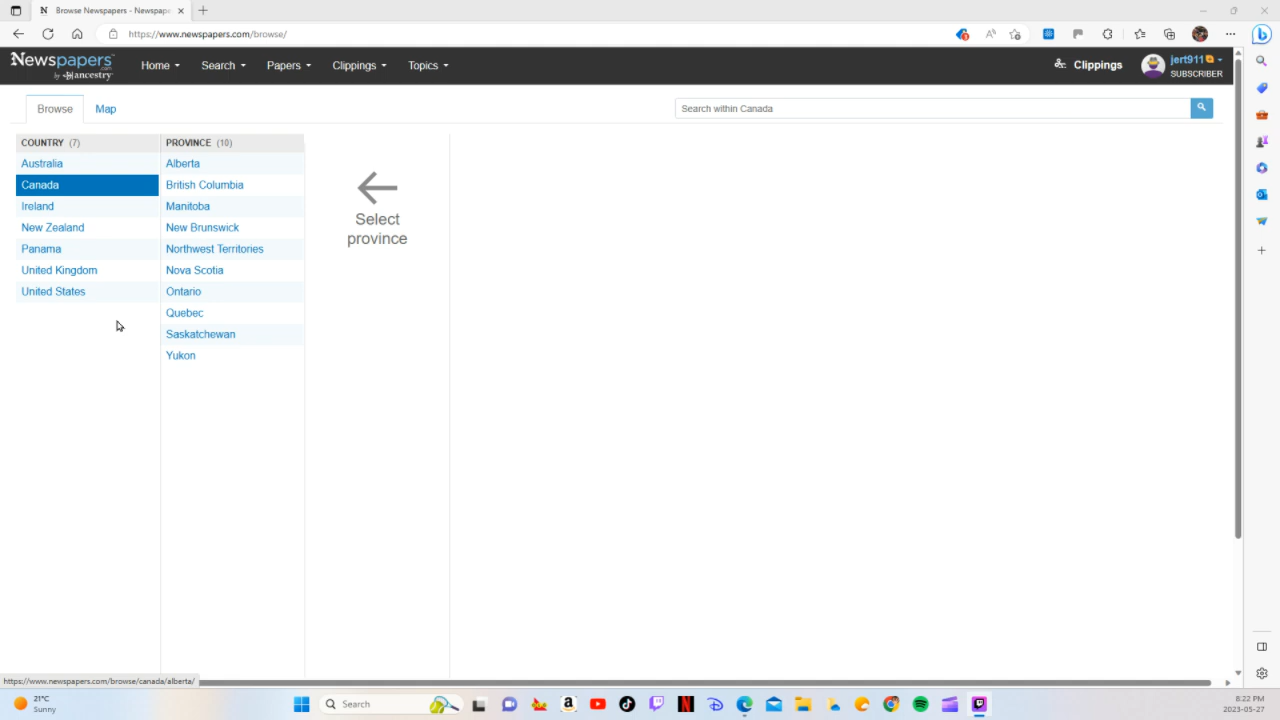 Browse Newspapers - Newspape
https://www.newspapers.com/browse/
Newspapers.com
by ancestry
Home
Search
Papers
Clippings
Topics
Clippings
jert911
SUBSCRIBER
Browse
Map
Search within Canada
COUNTRY (7)
Australia
Canada
Ireland
New Zealand
Panama
United Kingdom
United States
PROVINCE (10)
Alberta
British Columbia
Manitoba
New Brunswick
Northwest Territories
Nova Scotia
Ontario
Quebec
Saskatchewan
Yukon
Select
province
https://www.newspapers.com/browse/canada/alberta/
21°C
Sunny
Search
8:22 PM
2023-05-27